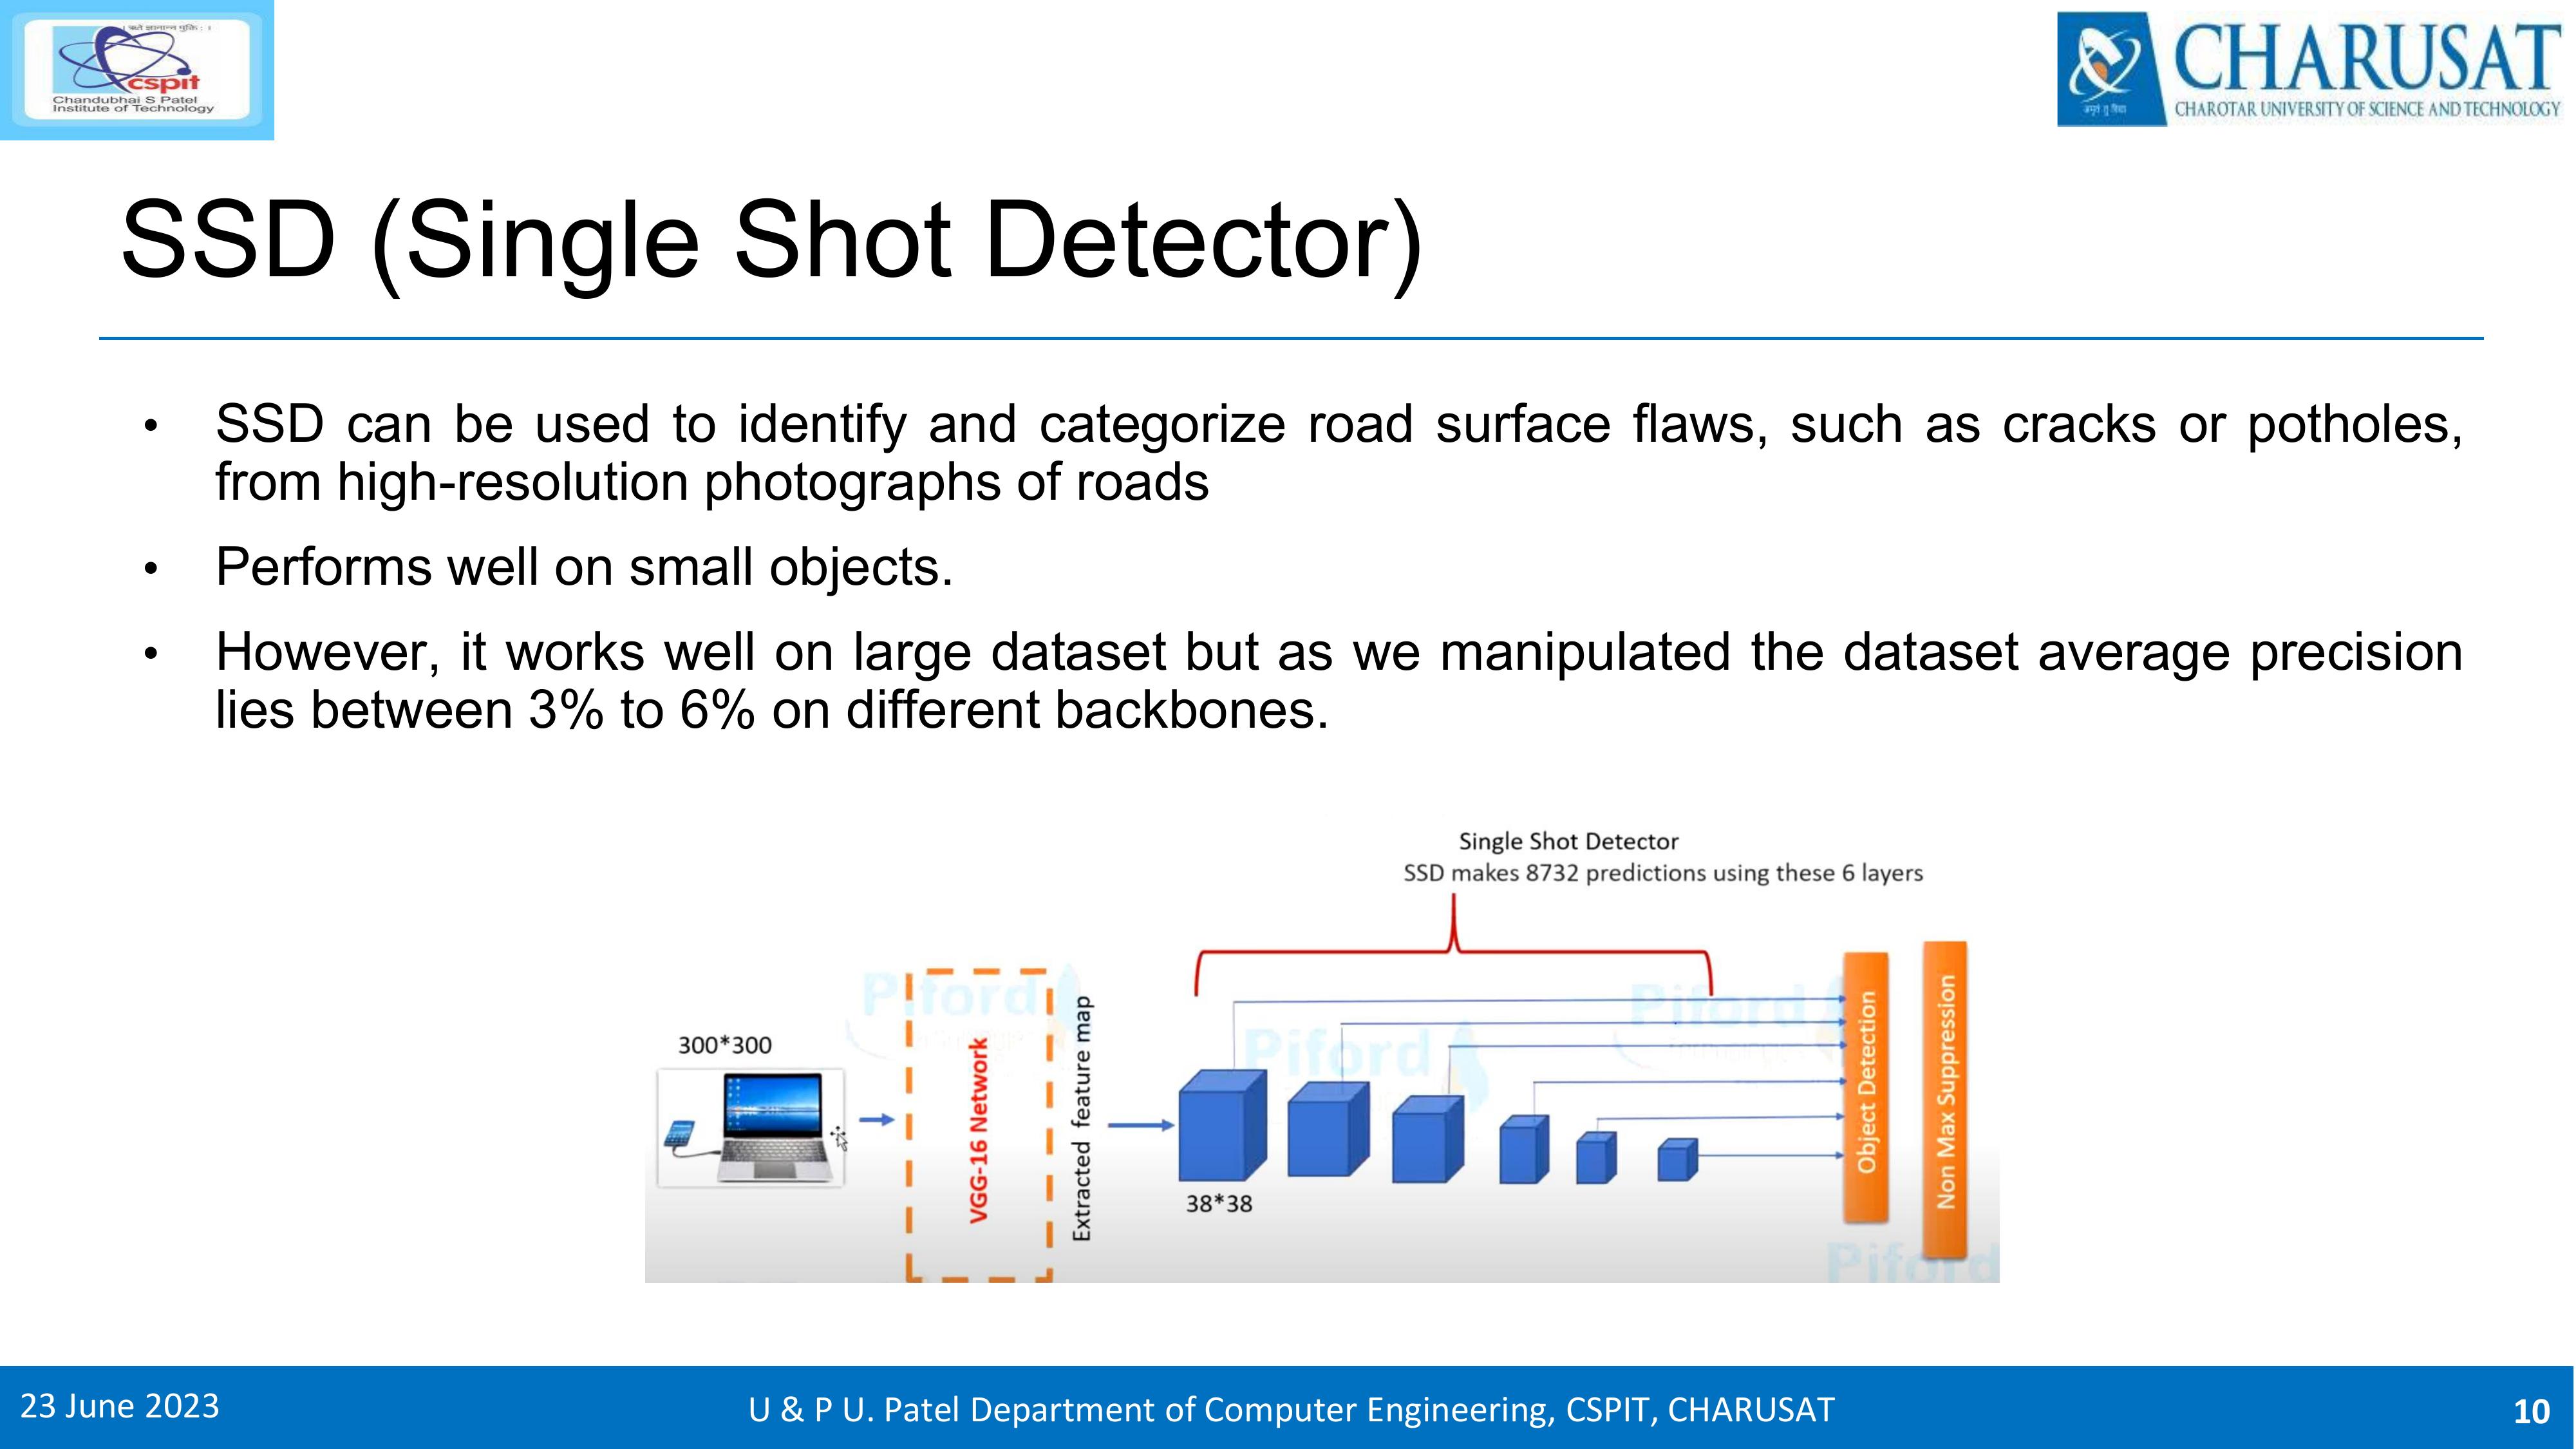 cspit
Chandubhai S Patel
Institute of Technology
CHARUSAT
CHAROTAR UNIVERSITY OF SCIENCE AND TECHNOLOGY
SSD (Single Shot Detector)
• SSD can be used to identify and categorize road surface flaws, such as cracks or potholes,
from high-resolution photographs of roads
• Performs well on small objects.
• However, it works well on large dataset but as we manipulated the dataset average precision
lies between 3% to 6% on different backbones.
Single Shot Detector
SSD makes 8732 predictions using these 6 layers
300*300
VGG-16 Network
Extracted feature map
38*38
Object Detection
Non Max Suppression
Piford
Piford
Piford
Piford
23 June 2023
U & P U. Patel Department of Computer Engineering, CSPIT, CHARUSAT
10